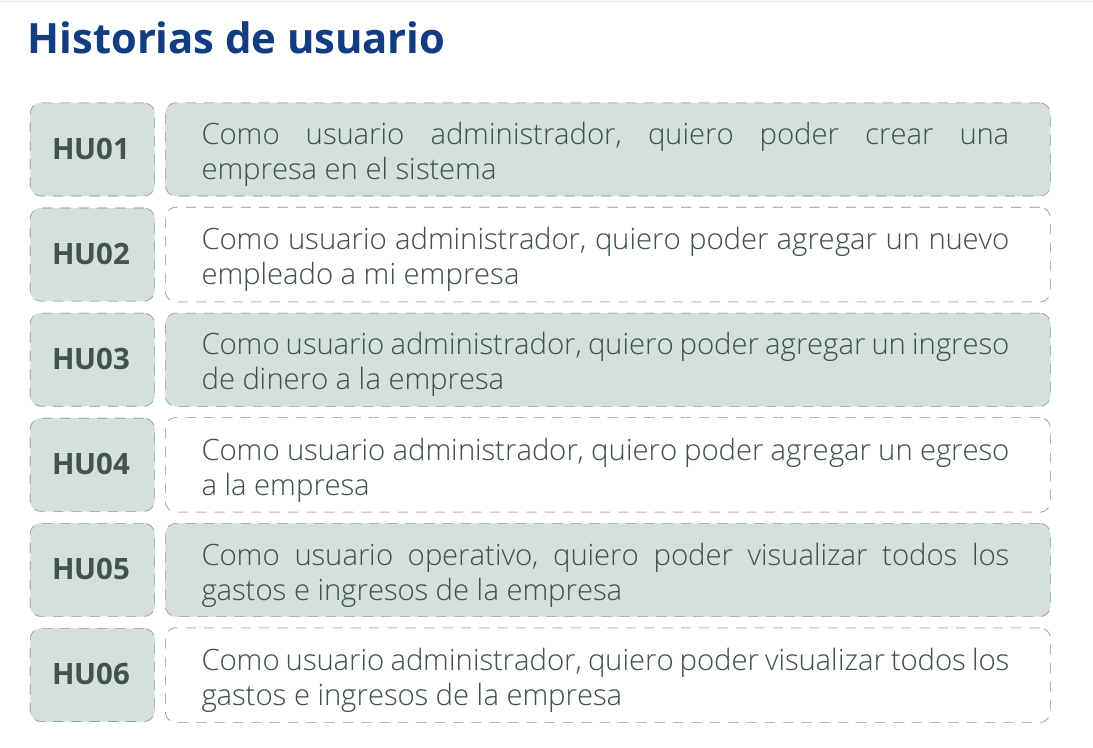 Historias de usuario
HU01
Como usuario administrador, quiero poder crear una
empresa en el sistema
HU02
Como usuario administrador, quiero poder agregar un nuevo
empleado a mi empresa
HU03
Como usuario administrador, quiero poder agregar un ingreso
de dinero a la empresa
HU04
Como usuario administrador, quiero poder agregar un egreso
a la empresa
HU05
Como usuario operativo, quiero poder visualizar todos los
gastos e ingresos de la empresa
HU06
Como usuario administrador, quiero poder visualizar todos los
gastos e ingresos de la empresa